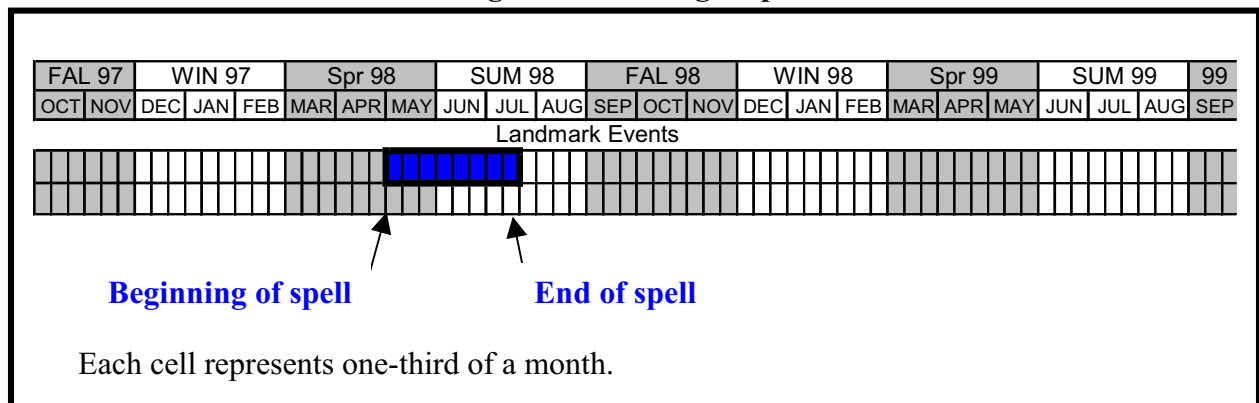 FAL 97 WIN 97 Spr 98 SUM 98 FAL 98 WIN 98 Spr 99 SUM 99 99
OCT NOV DEC JAN FEB MAR APR MAY JUN JUL AUG SEP OCT NOV DEC JAN FEB MAR APR MAY JUN JUL AUG SEP
Landmark Events
Beginning of spell End of spell
Each cell represents one-third of a month.